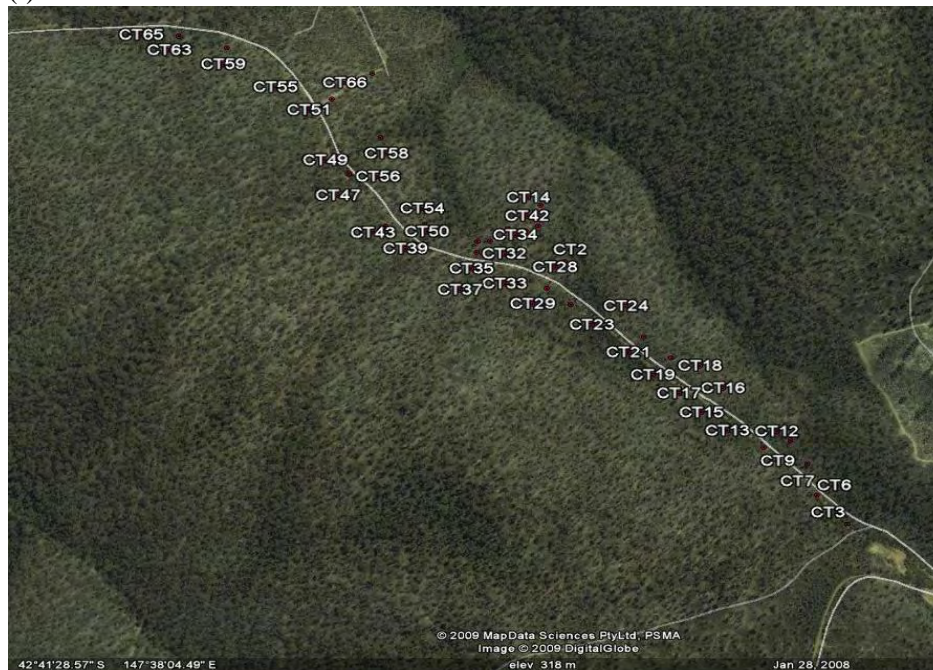 CT65
CT63
CT59
CT55
CT66
CT51
CT58
CT49
CT56
CT47
CT14
CT54
CT42
CT43
CT50
CT34
CT39
CT32
CT2
CT35
CT28
CT37
CT33
CT29
CT24
CT23
CT21
CT18
CT19
CT16
CT17
CT15
CT13
CT12
CT9
CT7
CT6
CT3
© 2009 MapData Sciences PtyLtd, PSMA
Image © 2009 DigitalGlobe
42°41'28.57" S 147°38'04.49" E
elev 318 m
Jan 28, 2008